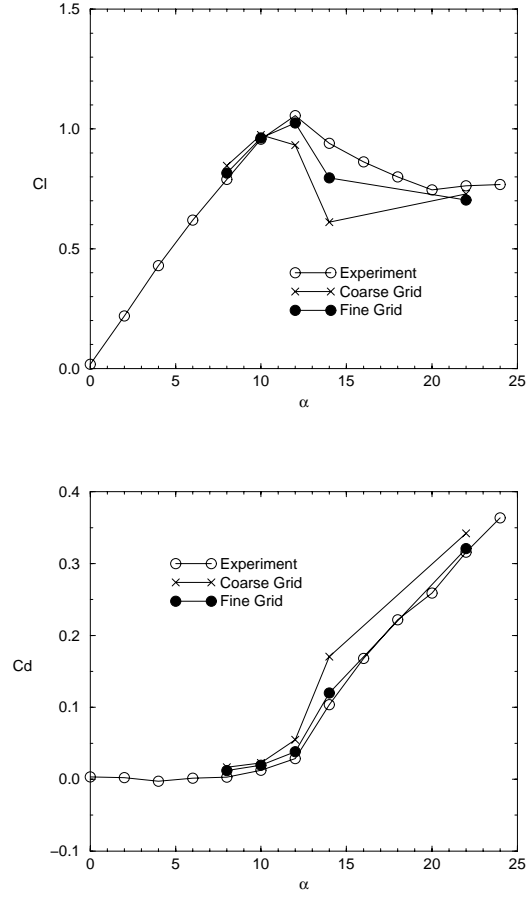 1.5
1.0
Cl
0.5
Experiment
Coarse Grid
Fine Grid
0.0
0 5 10 15 20 25
α
0.4
0.3
Experiment
Coarse Grid
Fine Grid
0.2
Cd
0.1
0.0
−0.1
0 5 10 15 20 25
α